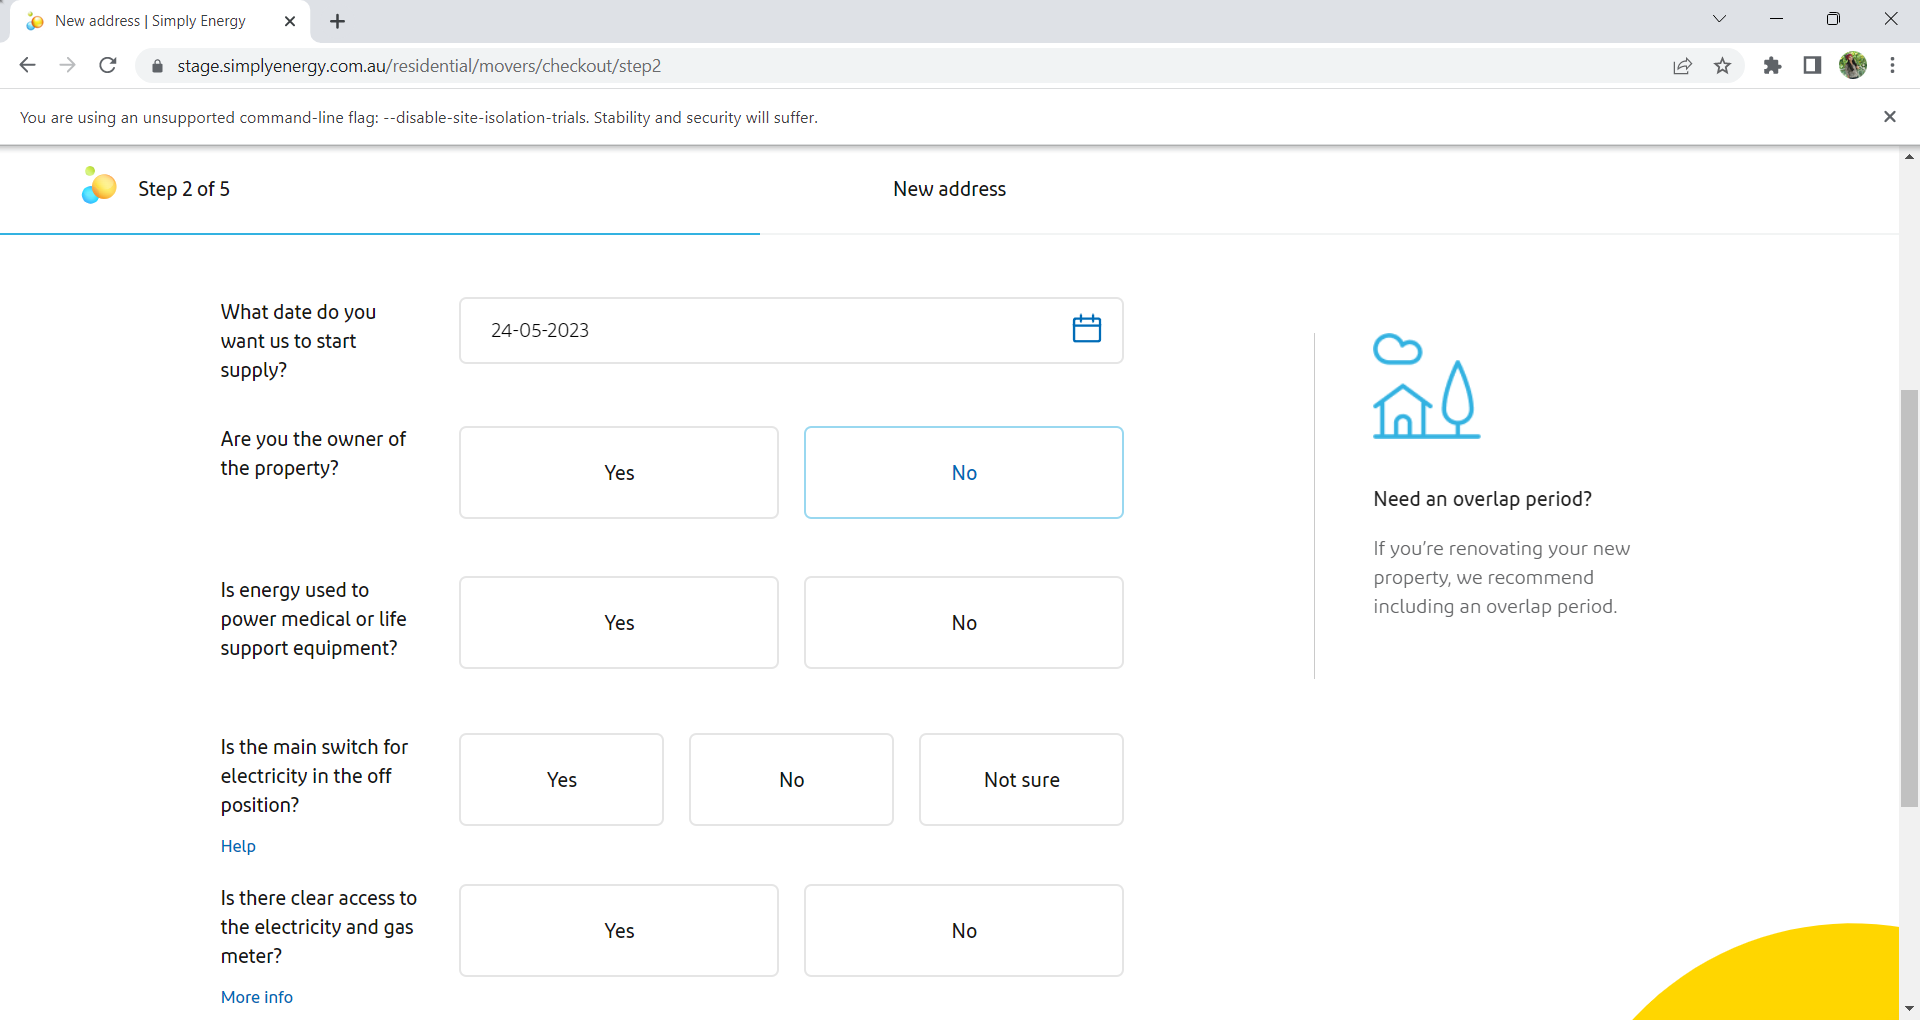 New address | Simply Energy
stage.simplyenergy.com.au/residential/movers/checkout/step2
You are using an unsupported command-line flag: --disable-site-isolation-trials. Stability and security will suffer.
Step 2 of 5
New address
What date do you
want us to start
supply?
24-05-2023
Are you the owner of
the property?
Yes
No
Is energy used to
power medical or life
support equipment?
Yes
No
Is the main switch for
electricity in the off
position?
Help
Yes
No
Not sure
Is there clear access to
the electricity and gas
meter?
More info
Yes
No
Need an overlap period?
If you're renovating your new
property, we recommend
including an overlap period.